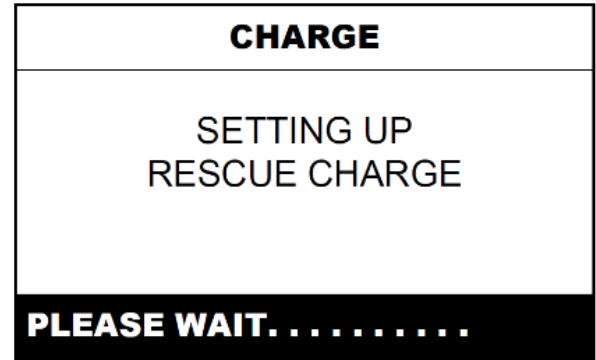 CHARGE
SETTING UP
RESCUE CHARGE
PLEASE WAIT. . . . . . . . . .